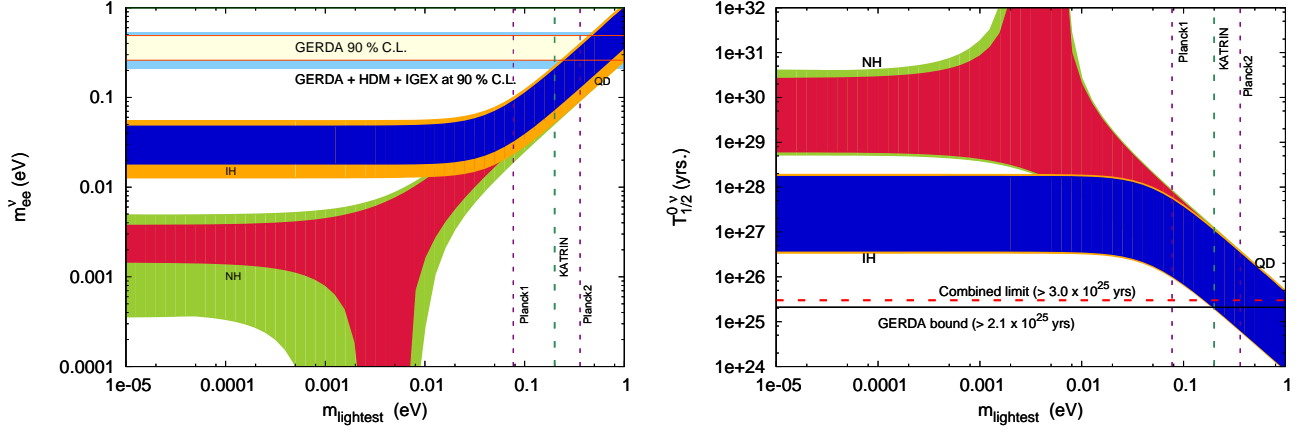 1
0.1
0.01
0.001
0.0001
1e-05
0.0001
0.001
0.01
0.1
1
m_ee^ν (eV)
m_lightest (eV)
GERDA 90 % C.L.
GERDA + HDM + IGEX at 90 % C.L.
QD
IH
NH
Planck1
KATRIN
Planck2
1e+32
1e+31
1e+30
1e+29
1e+28
1e+27
1e+26
1e+25
1e+24
1e-05
0.0001
0.001
0.01
0.1
1
T_1/2^0ν (yrs.)
m_lightest (eV)
NH
Planck1
KATRIN
Planck2
IH
QD
Combined limit (> 3.0 x 10^25 yrs)
GERDA bound (> 2.1 x 10^25 yrs)